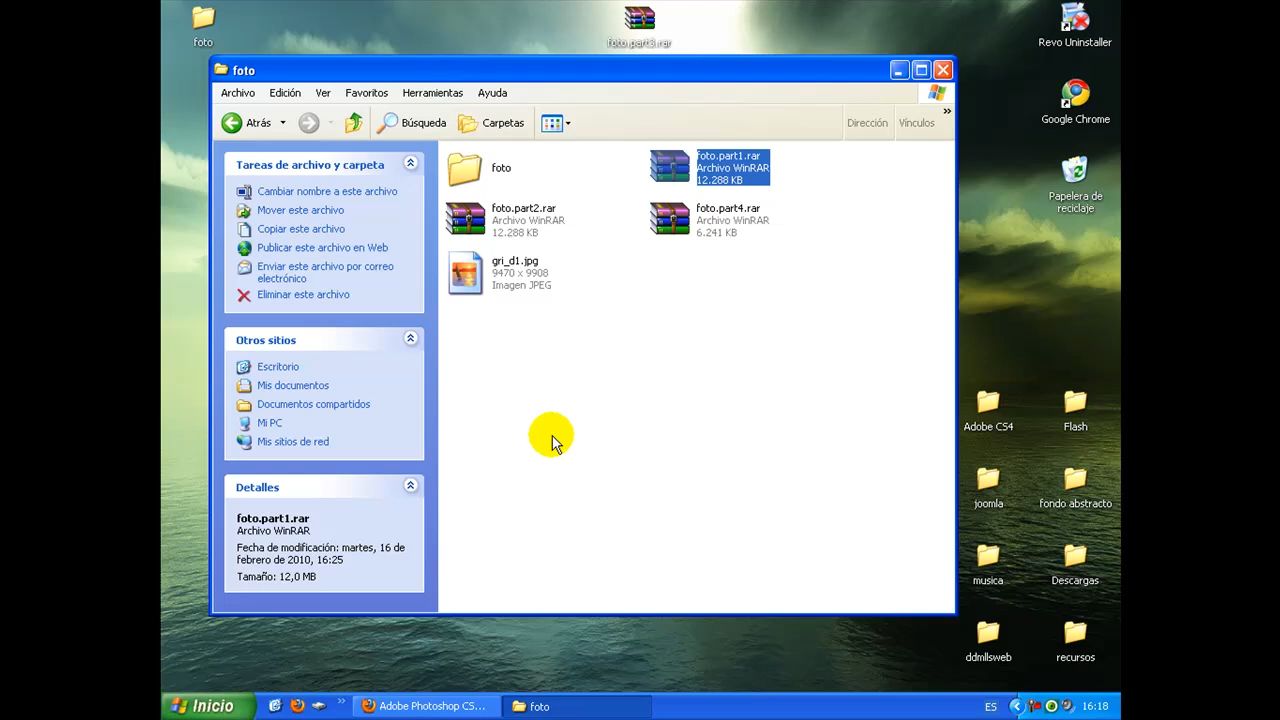 foto
foto.part3.rar
Revo Uninstaller
foto
Archivo Edición Ver Favoritos Herramientas Ayuda
Atrás Búsqueda Carpetas Dirección Vínculos »
Google Chrome
Papelera de
reciclaje
Tareas de archivo y carpeta
Cambiar nombre a este archivo
Mover este archivo
Copiar este archivo
Publicar este archivo en Web
Enviar este archivo por correo
electrónico
Eliminar este archivo
Otros sitios
Escritorio
Mis documentos
Documentos compartidos
Mi PC
Mis sitios de red
Detalles
foto.part1.rar
Archivo WinRAR
Fecha de modificación: martes, 16 de
febrero de 2010, 16:25
Tamaño: 12,0 MB
foto
foto.part1.rar
Archivo WinRAR
12.288 KB
foto.part2.rar
Archivo WinRAR
12.288 KB
foto.part4.rar
Archivo WinRAR
6.241 KB
gri_d1.jpg
9470 x 9908
Imagen JPEG
Adobe CS4
Flash
joomla
fondo abstracto
musica
Descargas
ddmllsweb
recursos
Inicio » Adobe Photoshop CS... foto ES 16:18